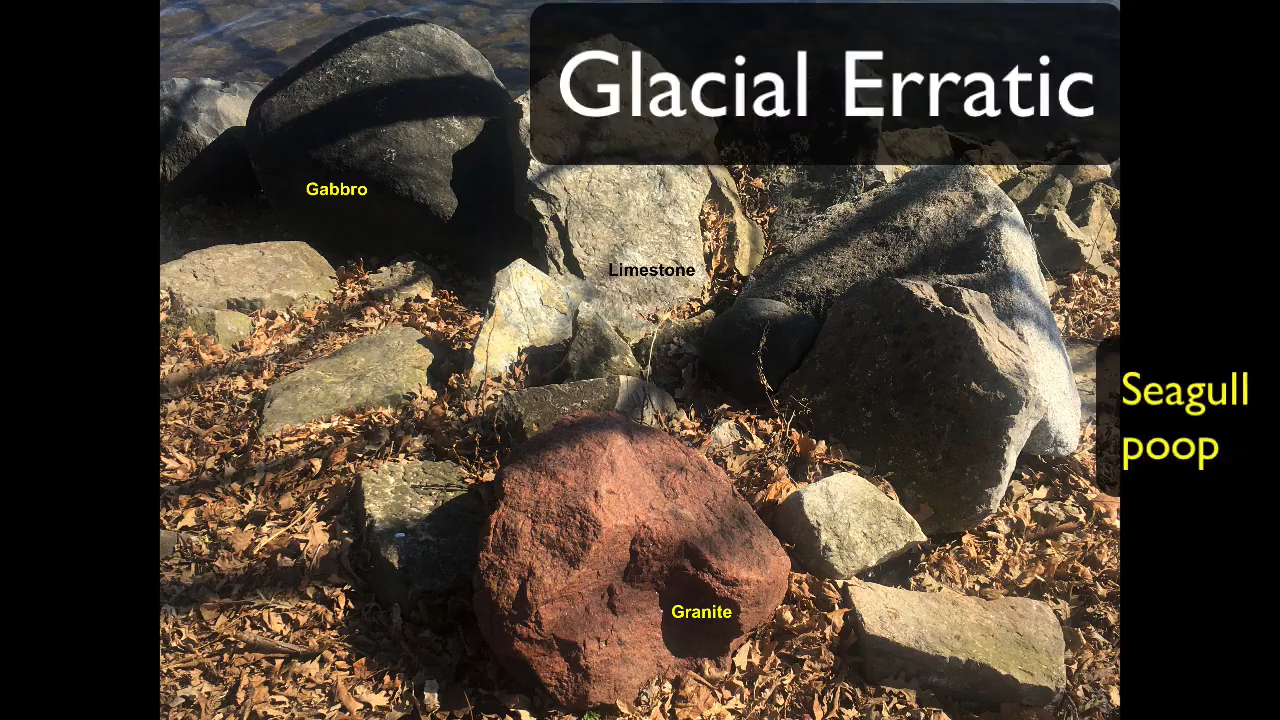 Glacial Erratic
Gabbro
Limestone
Seagull
poop
Granite